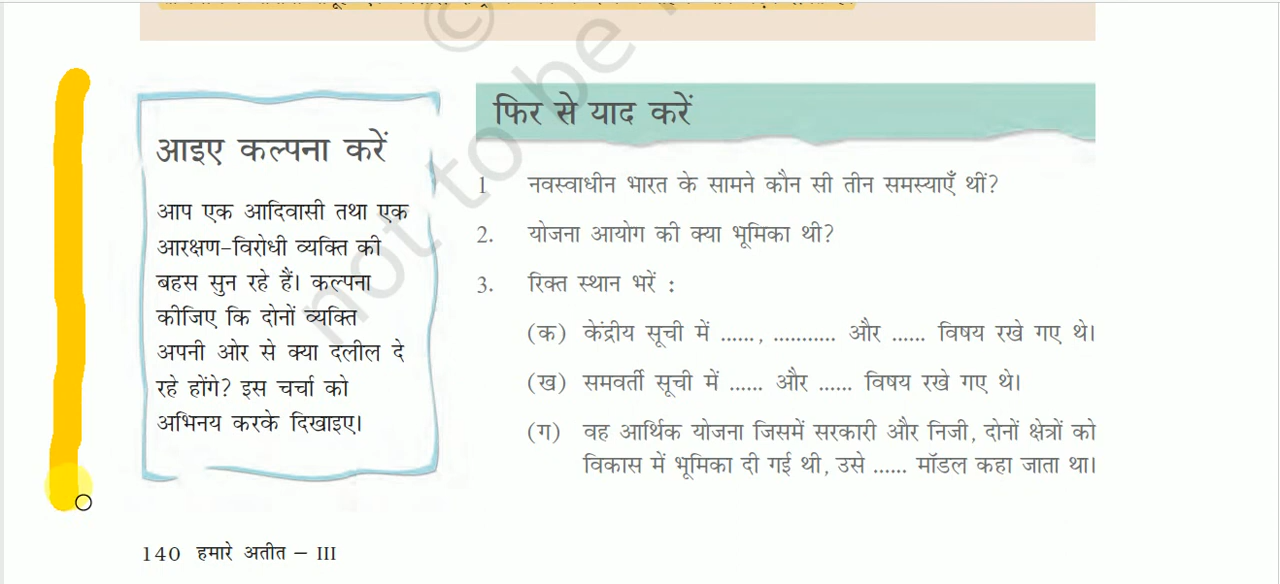 आइए कल्पना करें
आप एक आदिवासी तथा एक
आरक्षण-विरोधी व्यक्ति की
बहस सुन रहे हैं। कल्पना
कीजिए कि दोनों व्यक्ति
अपनी ओर से क्या दलील दे
रहे होंगे? इस चर्चा को
अभिनय करके दिखाइए।
फिर से याद करें
1 नवस्वाधीन भारत के सामने कौन सी तीन समस्याएँ थीं?
2. योजना आयोग की क्या भूमिका थी?
3. रिक्त स्थान भरें :
(क) केंद्रीय सूची में ......, ........... और ...... विषय रखे गए थे।
(ख) समवर्ती सूची में ...... और ...... विषय रखे गए थे।
(ग) वह आर्थिक योजना जिसमें सरकारी और निजी, दोनों क्षेत्रों को
विकास में भूमिका दी गई थी, उसे ...... मॉडल कहा जाता था।
140 हमारे अतीत – III
© not to be